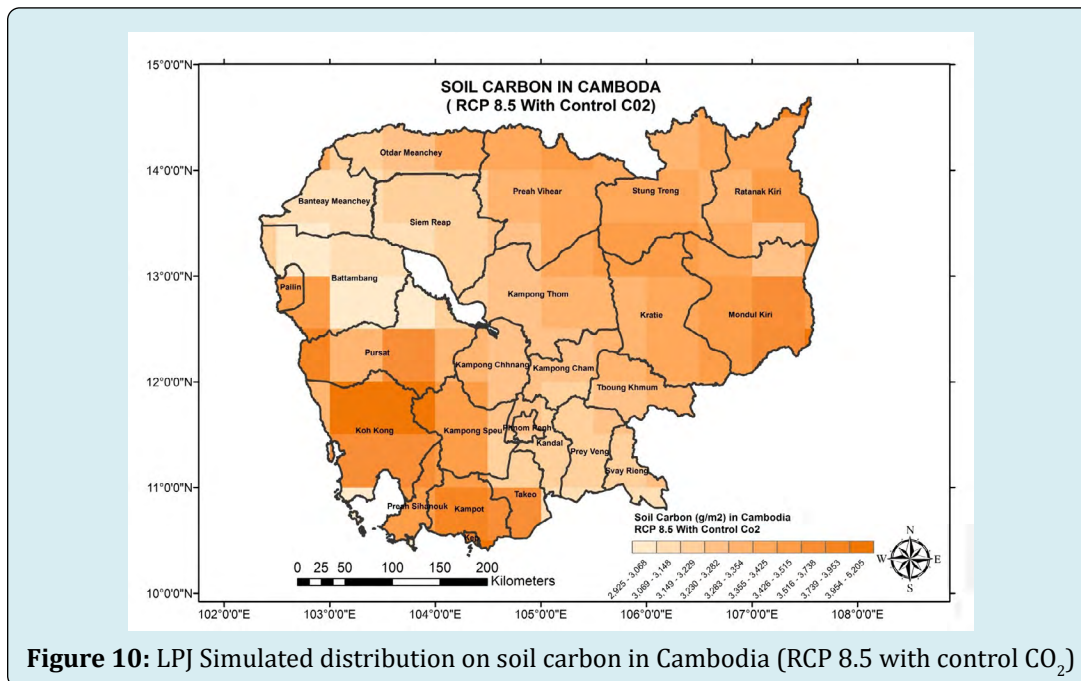 SOIL CARBON IN CAMBODA
( RCP 8.5 With Control C02)
15°0'0"N
14°0'0"N
13°0'0"N
12°0'0"N
11°0'0"N
10°0'0"N
Otdar Meanchey
Banteay Meanchey
Siem Reap
Preah Vihear
Stung Treng
Ratanak Kiri
Battambang
Pailin
Kampong Thom
Kratie
Mondul Kiri
Pursat
Kampong Chhnang
Kampong Cham
Tboung Khmum
Koh Kong
Kampong Speu
Phnom Penh
Kandal
Prey Veng
Svay Rieng
Takeo
Preah Sihanouk
Kampot
Kep
Soil Carbon (g/m2) in Cambodia
RCP 8.5 With Control Co2
2,925 - 3,068
3,069 - 3,148
3,149 - 3,229
3,230 - 3,282
3,283 - 3,354
3,355 - 3,425
3,426 - 3,515
3,516 - 3,738
3,739 - 3,953
3,954 - 5,205
N
W E
S
0 25 50 100 150 200
Kilometers
102°0'0"E 103°0'0"E 104°0'0"E 105°0'0"E 106°0'0"E 107°0'0"E 108°0'0"E
Figure 10: LPJ Simulated distribution on soil carbon in Cambodia (RCP 8.5 with control CO₂)